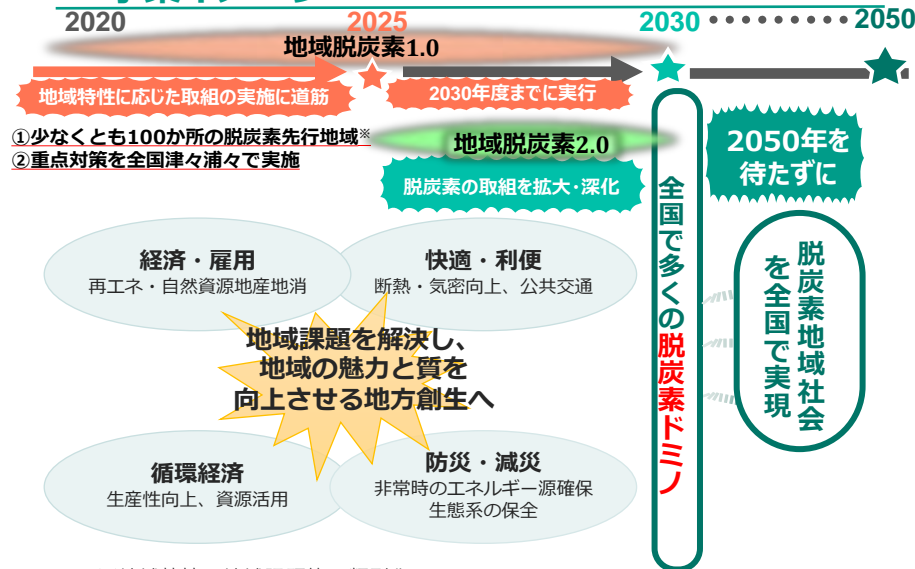 2020
2025
2030
2050
地域脱炭素1.0
地域特性に応じた取組の実施に道筋
2030年度までに実行
①少なくとも100か所の脱炭素先行地域※
②重点対策を全国津々浦々で実施
地域脱炭素2.0
脱炭素の取組を拡大・深化
全国で多くの脱炭素ドミノ
2050年を
待たずに
脱炭素地域社会
を全国で実現
経済・雇用
再エネ・自然資源地産地消
快適・利便
断熱・気密向上、公共交通
地域課題を解決し、
地域の魅力と質を
向上させる地方創生へ
循環経済
生産性向上、資源活用
防災・減災
非常時のエネルギー源確保
生態系の保全